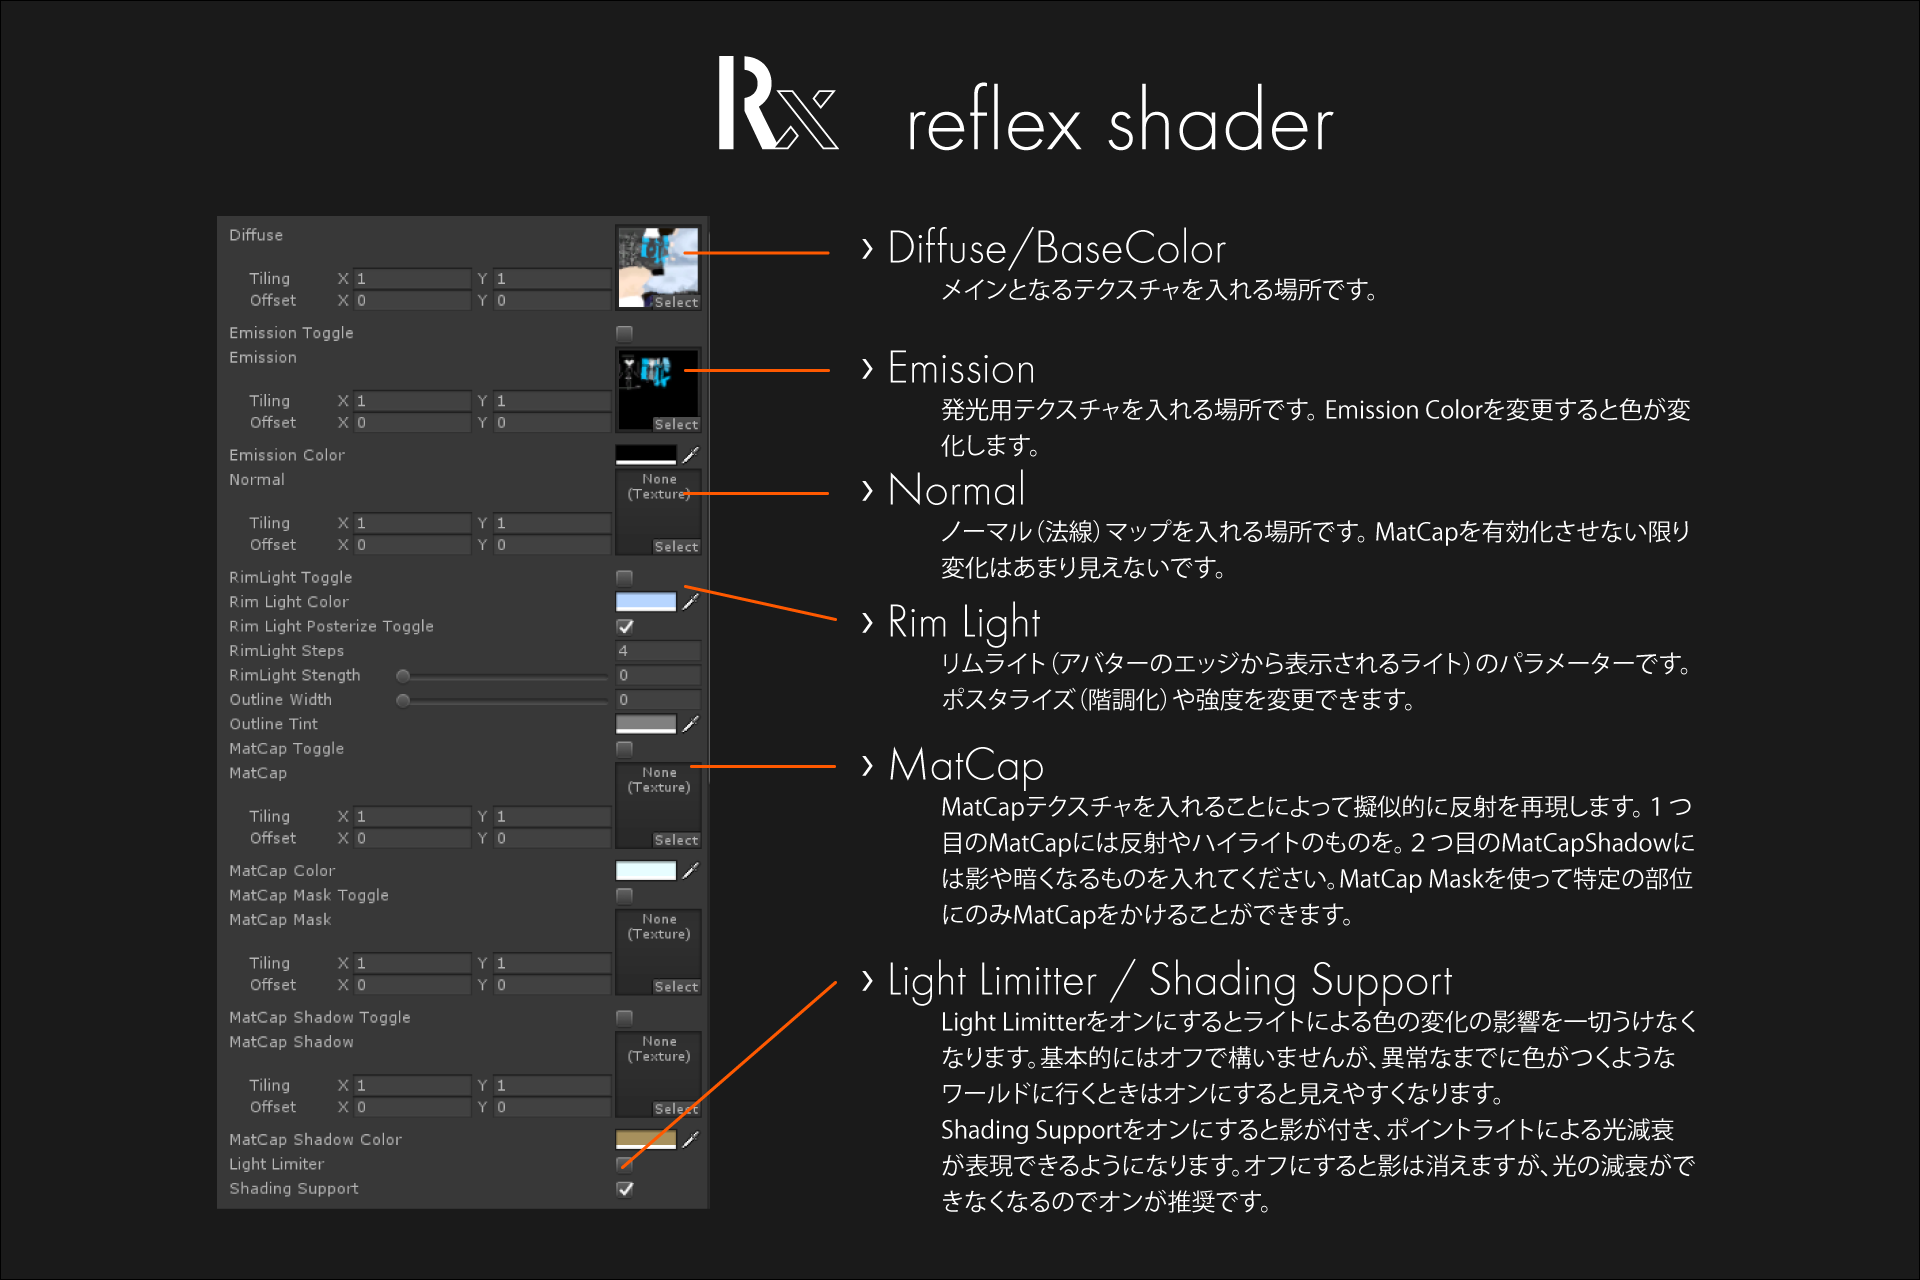 Rx reflex shader
Diffuse
Tiling X 1 Y 1
Offset X 0 Y 0
Select
Emission Toggle
Emission
Tiling X 1 Y 1
Offset X 0 Y 0
Select
Emission Color
Normal
None
(Texture)
Tiling X 1 Y 1
Offset X 0 Y 0
Select
RimLight Toggle
Rim Light Color
Rim Light Posterize Toggle
RimLight Steps 4
RimLight Stength 0
Outline Width 0
Outline Tint
MatCap Toggle
MatCap
None
(Texture)
Tiling X 1 Y 1
Offset X 0 Y 0
Select
MatCap Color
MatCap Mask Toggle
MatCap Mask
None
(Texture)
Tiling X 1 Y 1
Offset X 0 Y 0
Select
MatCap Shadow Toggle
MatCap Shadow
None
(Texture)
Tiling X 1 Y 1
Offset X 0 Y 0
Select
MatCap Shadow Color
Light Limiter
Shading Support
› Diffuse/BaseColor
メインとなるテクスチャを入れる場所です。
› Emission
発光用テクスチャを入れる場所です。Emission Colorを変更すると色が変
化します。
› Normal
ノーマル（法線）マップを入れる場所です。MatCapを有効化させない限り
変化はあまり見えないです。
› Rim Light
リムライト（アバターのエッジから表示されるライト）のパラメーターです。
ポスタライズ（階調化）や強度を変更できます。
› MatCap
MatCapテクスチャを入れることによって擬似的に反射を再現します。１つ
目のMatCapには反射やハイライトのものを。２つ目のMatCapShadowに
は影や暗くなるものを入れてください。MatCap Maskを使って特定の部位
にのみMatCapをかけることができます。
› Light Limitter / Shading Support
Light Limitterをオンにするとライトによる色の変化の影響を一切うけなく
なります。基本的にはオフで構いませんが、異常なまでに色がつくような
ワールドに行くときはオンにすると見えやすくなります。
Shading Supportをオンにすると影が付き、ポイントライトによる光減衰
が表現できるようになります。オフにすると影は消えますが、光の減衰がで
きなくなるのでオンが推奨です。